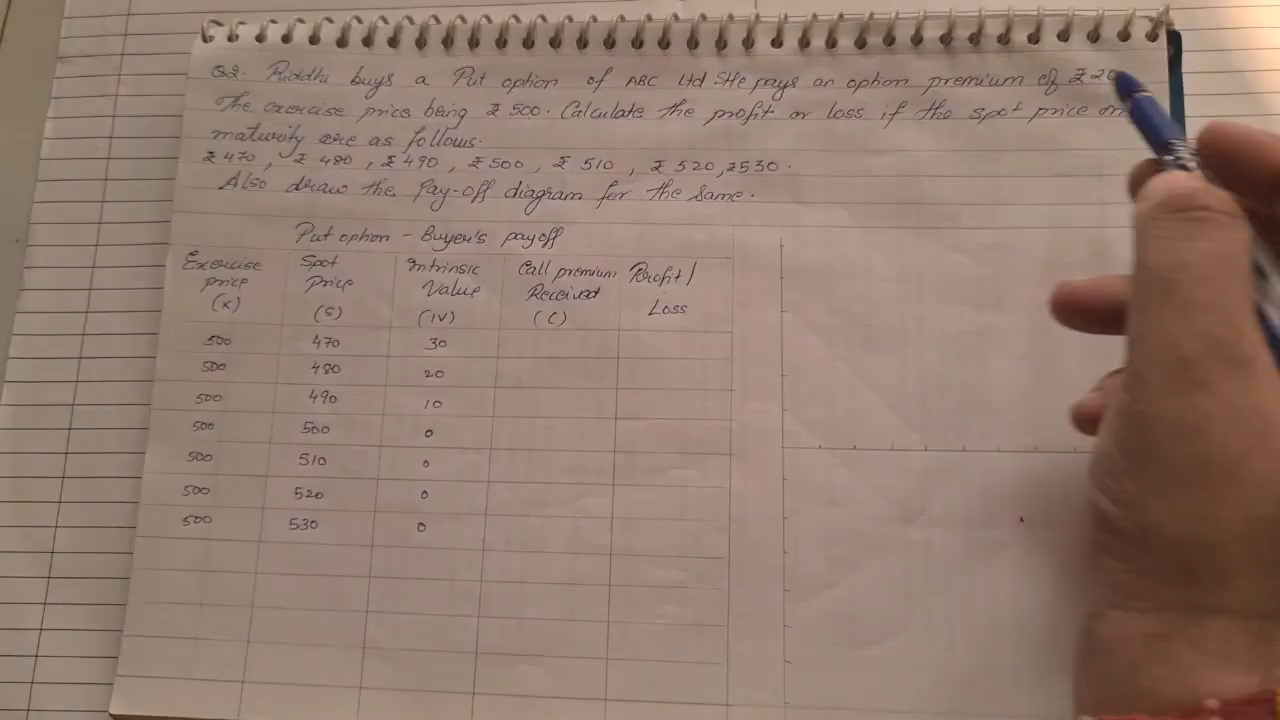 Q2. Riddhi buys a Put option of ABC Ltd SHe pays an option premium of ₹20
The exercise price being ₹ 500. Calculate the profit or loss if the spot price on
maturity are as follows.
₹470, ₹ 480, ₹490, ₹500, ₹ 510, ₹ 520, ₹530.
Also draw the Pay-off diagram for the same.
Put option - Buyer's payoff
Exercise price (K) Spot Price (S) Intrinsic Value (IV) Call premium Received (C) Profit/ Loss
500 470 30
500 480 20
500 490 10
500 500 0
500 510 0
500 520 0
500 530 0